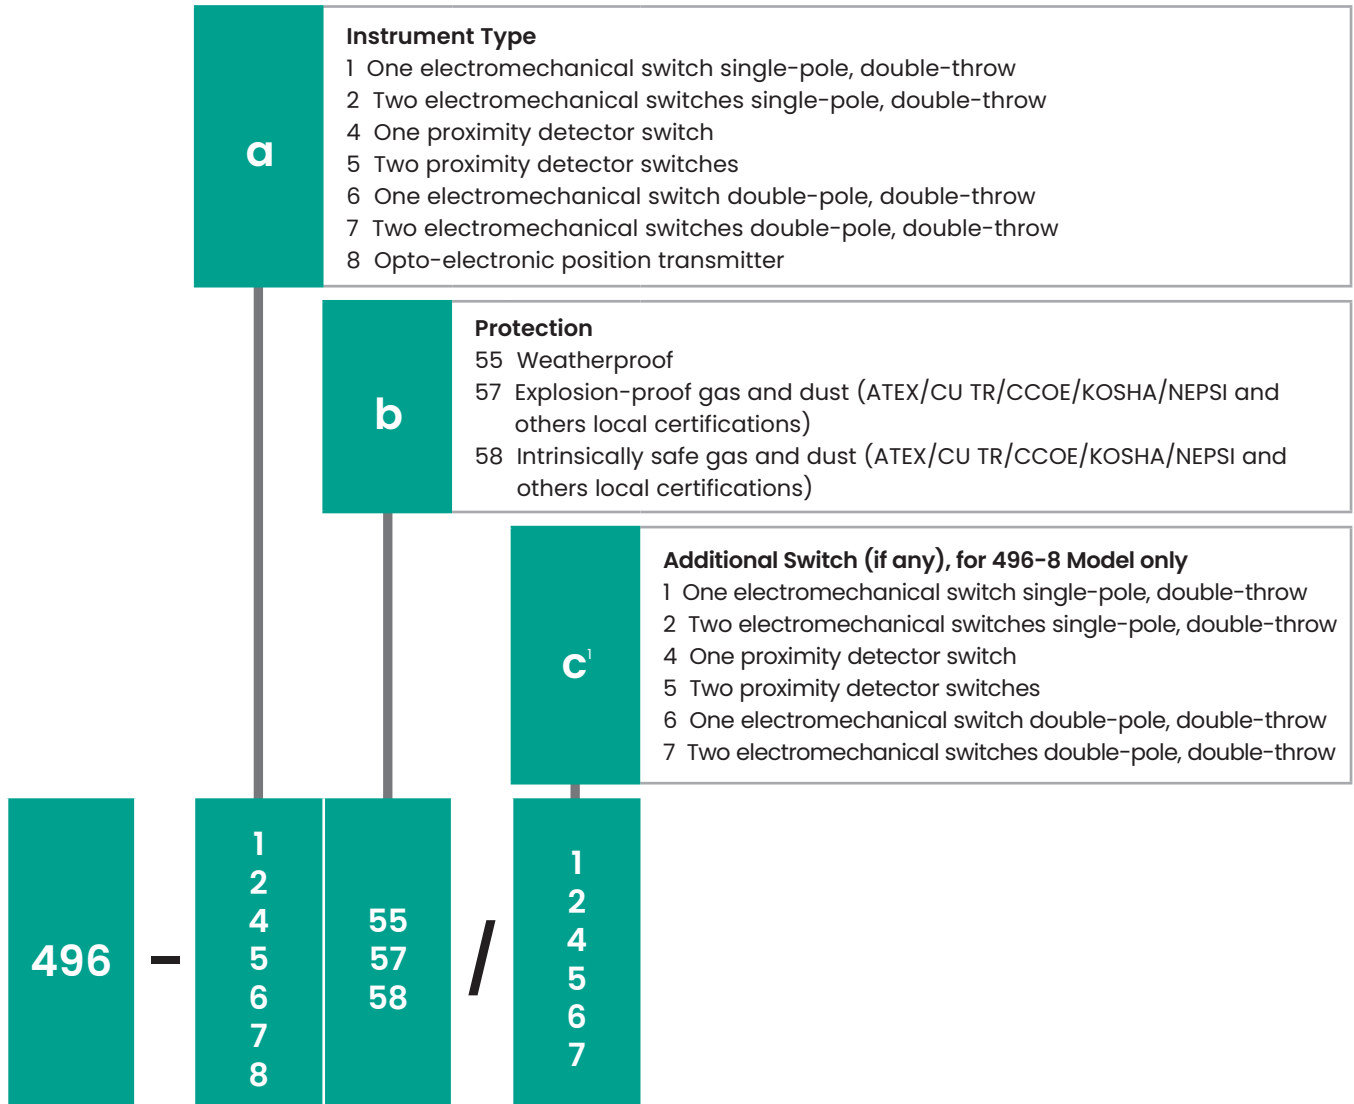 a
Instrument Type
1 One electromechanical switch single-pole, double-throw
2 Two electromechanical switches single-pole, double-throw
4 One proximity detector switch
5 Two proximity detector switches
6 One electromechanical switch double-pole, double-throw
7 Two electromechanical switches double-pole, double-throw
8 Opto-electronic position transmitter
b
Protection
55 Weatherproof
57 Explosion-proof gas and dust (ATEX/CU TR/CCOE/KOSHA/NEPSI and
others local certifications)
58 Intrinsically safe gas and dust (ATEX/CU TR/CCOE/KOSHA/NEPSI and
others local certifications)
c¹
Additional Switch (if any), for 496-8 Model only
1 One electromechanical switch single-pole, double-throw
2 Two electromechanical switches single-pole, double-throw
4 One proximity detector switch
5 Two proximity detector switches
6 One electromechanical switch double-pole, double-throw
7 Two electromechanical switches double-pole, double-throw
496
-
1
2
4
5
6
7
8
55
57
58
/
1
2
4
5
6
7